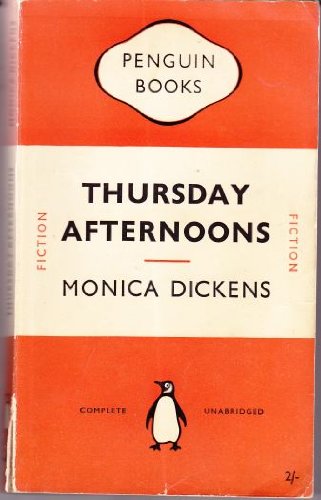 PENGUIN
BOOKS
THURSDAY
AFTERNOONS
FICTION
FICTION
MONICA DICKENS
COMPLETE UNABRIDGED
2/-